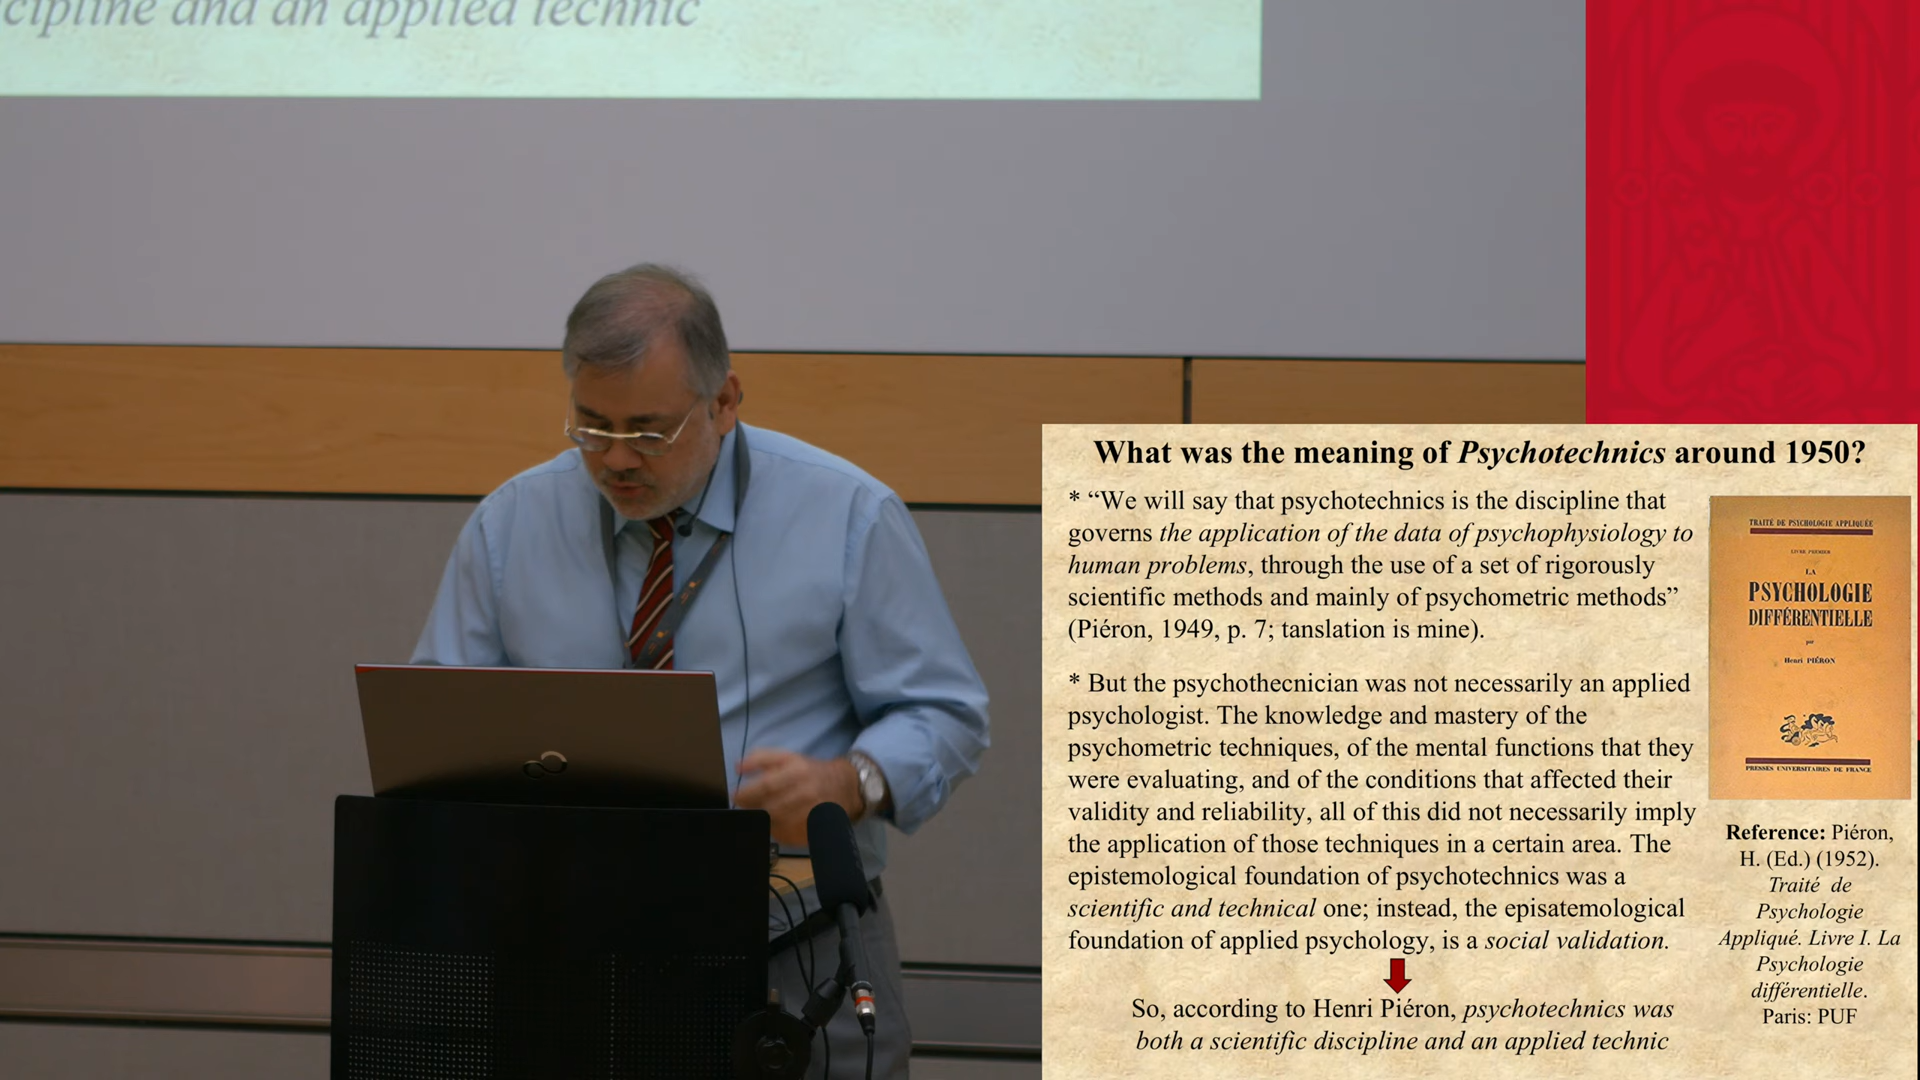 cipline and an applied technic
What was the meaning of Psychotechnics around 1950?
* “We will say that psychotechnics is the discipline that
governs the application of the data of psychophysiology to
human problems, through the use of a set of rigorously
scientific methods and mainly of psychometric methods”
(Piéron, 1949, p. 7; tanslation is mine).
* But the psychothecnician was not necessarily an applied
psychologist. The knowledge and mastery of the
psychometric techniques, of the mental functions that they
were evaluating, and of the conditions that affected their
validity and reliability, all of this did not necessarily imply
the application of those techniques in a certain area. The
epistemological foundation of psychotechnics was a
scientific and technical one; instead, the episatemological
foundation of applied psychology, is a social validation.
So, according to Henri Piéron, psychotechnics was
both a scientific discipline and an applied technic
TRAITÉ DE PSYCHOLOGIE APPLIQUÉE
LIVRE PREMIER
LA
PSYCHOLOGIE
DIFFÉRENTIELLE
par
Henri PIÉRON
PRESSES UNIVERSITAIRES DE FRANCE
Reference: Piéron,
H. (Ed.) (1952).
Traité de
Psychologie
Appliqué. Livre I. La
Psychologie
différentielle.
Paris: PUF